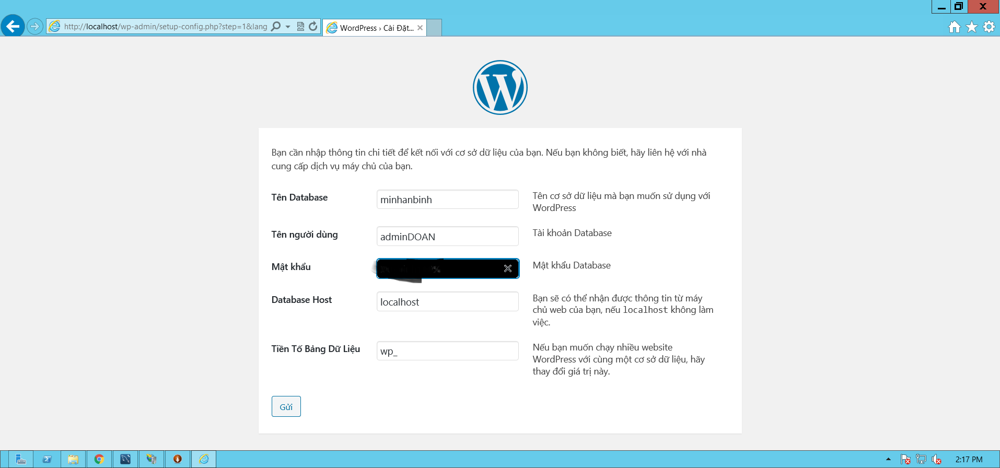 http://localhost/wp-admin/setup-config.php?step=1&lang
WordPress › Cài Đặt...
Bạn cần nhập thông tin chi tiết để kết nối với cơ sở dữ liệu của bạn. Nếu bạn không biết, hãy liên hệ với nhà
cung cấp dịch vụ máy chủ của bạn.
Tên Database
minhanbinh
Tên cơ sở dữ liệu mà bạn muốn sử dụng với
WordPress
Tên người dùng
adminDOAN
Tài khoản Database
Mật khẩu
Mật khẩu Database
Database Host
localhost
Bạn sẽ có thể nhận được thông tin từ máy
chủ web của bạn, nếu localhost không làm
việc.
Tiền Tố Bảng Dữ Liệu
wp_
Nếu bạn muốn chạy nhiều website
WordPress với cùng một cơ sở dữ liệu, hãy
thay đổi giá trị này.
Gửi
2:17 PM